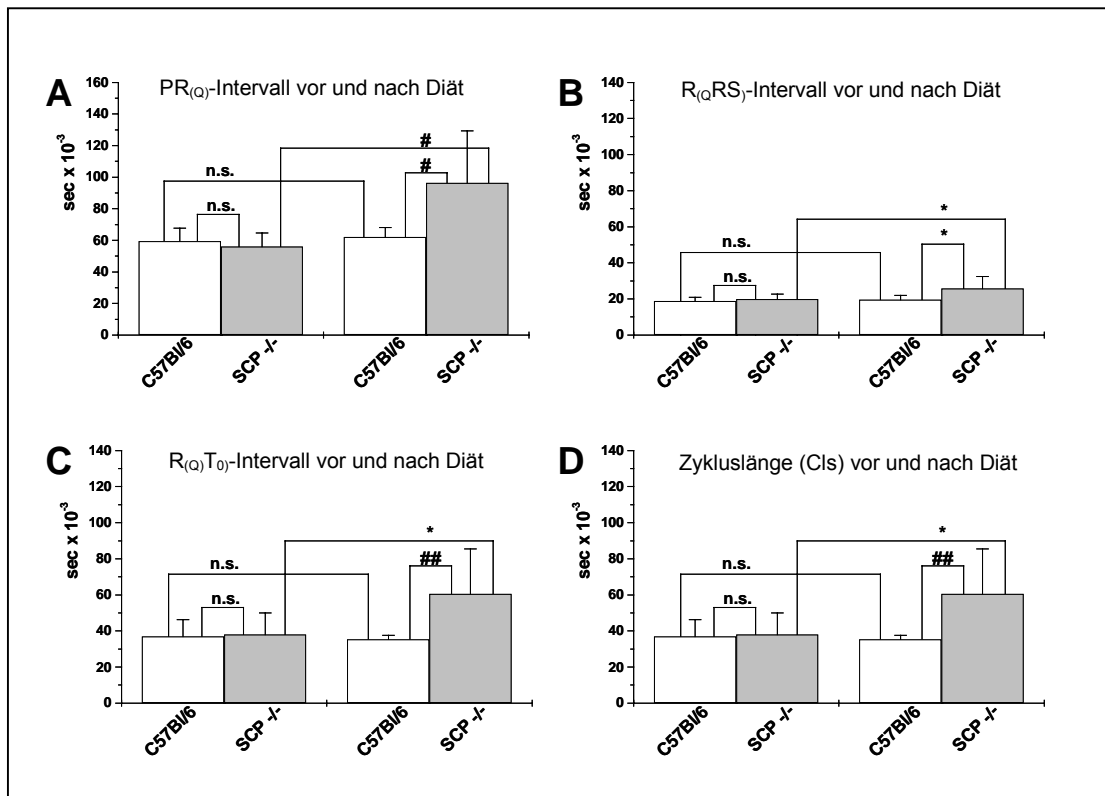 A
PR(Q)-Intervall vor und nach Diät
sec x 10-3
160
140
120
100
80
60
40
20
0
n.s.
n.s.
#
#
C57Bl/6
SCP -/-
C57Bl/6
SCP -/-
B
R(QRS)-Intervall vor und nach Diät
sec x 10-3
140
120
100
80
60
40
20
0
n.s.
n.s.
*
*
C57Bl/6
SCP -/-
C57Bl/6
SCP -/-
C
R(Q)T0)-Intervall vor und nach Diät
sec x 10-3
140
120
100
80
60
40
20
0
n.s.
n.s.
*
##
C57Bl/6
SCP -/-
C57Bl/6
SCP -/-
D
Zykluslänge (Cls) vor und nach Diät
sec x 10-3
140
120
100
80
60
40
20
0
n.s.
n.s.
*
##
C57Bl/6
SCP -/-
C57Bl/6
SCP -/-